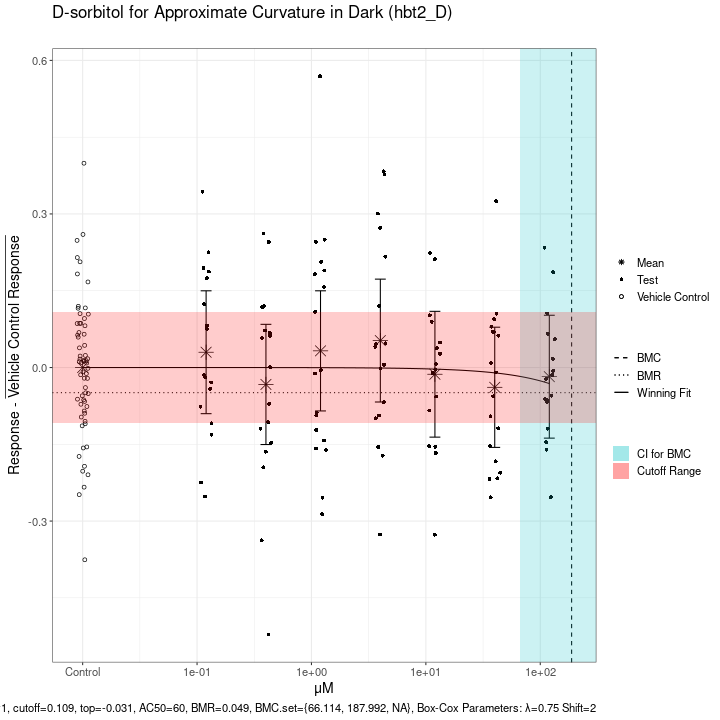 D-sorbitol for Approximate Curvature in Dark (hbt2_D)
Response - Vehicle Control Response
0.6
0.3
0.0
-0.3
Control
1e-01
1e+00
1e+01
1e+02
μM
Mean
Test
Vehicle Control
BMC
BMR
Winning Fit
CI for BMC
Cutoff Range
1, cutoff=0.109, top=-0.031, AC50=60, BMR=0.049, BMC.set={66.114, 187.992, NA}, Box-Cox Parameters: λ=0.75 Shift=2